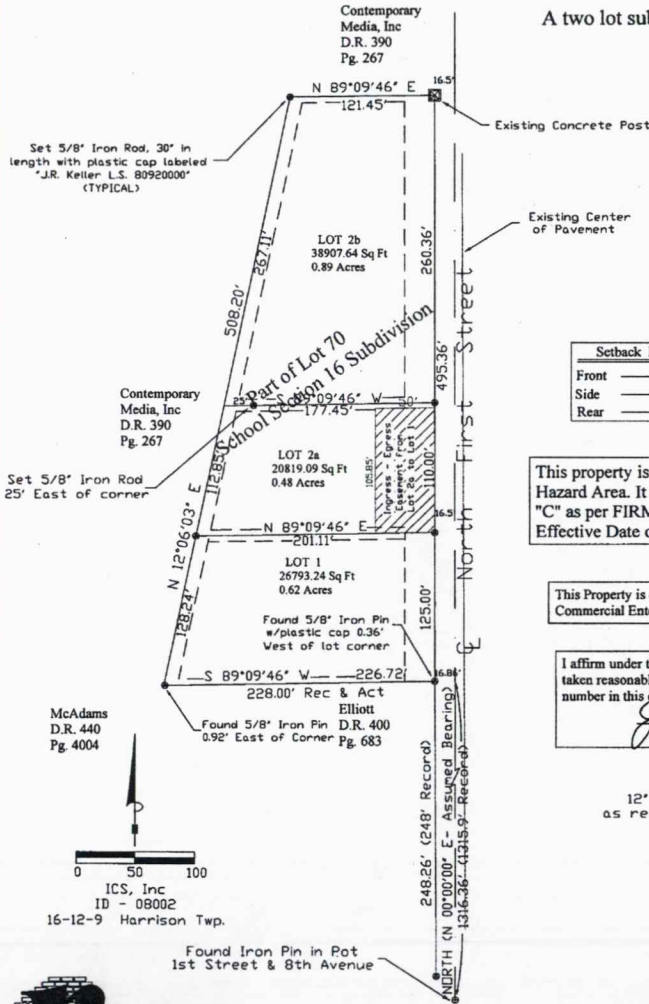 Contemporary
Media, Inc
D.R. 390
Pg. 267
A two lot sub
N 89°09'46" E
121.45'
16.5'
Existing Concrete Post
Set 5/8" Iron Rod, 30" in
length with plastic cap labeled
"J.R. Keller L.S. 80920000"
(TYPICAL)
Existing Center
of Pavement
LOT 2b
38907.64 Sq Ft
0.89 Acres
267.11'
508.20'
260.36'
495.36'
North First Street
Part of Lot 70
School Section 16 Subdivision
Setback
Front
Side
Rear
Contemporary
Media, Inc
D.R. 390
Pg. 267
25'
S 89°09'46" W
50'
177.45'
Set 5/8" Iron Rod
25' East of corner
LOT 2a
20819.09 Sq Ft
0.48 Acres
112.85'
N 12°06'03" E
105.85'
Ingress - Egress
Easement From
Lot 2a to Lot 1
110.00'
This property is
Hazard Area. It
"C" as per FIRM
Effective Date o
16.5'
N 89°09'46" E
201.11'
LOT 1
26793.24 Sq Ft
0.62 Acres
128.24'
125.00'
Found 5/8" Iron Pin
w/plastic cap 0.36'
West of lot corner
This Property is
Commercial Ente
I affirm under t
taken reasonabl
number in this
S 89°09'46" W
226.72'
16.86'
228.00' Rec & Act
Elliott
D.R. 400
Pg. 683
Found 5/8" Iron Pin
0.92' East of Corner
McAdams
D.R. 440
Pg. 4004
12"
as re
0 50 100
ICS, Inc
ID - 08002
16-12-9 Harrison Twp.
248.26' (248' Record)
NORTH (N 00°00'00" E- Assumed Bearing)
1316.36' (1315.9' Record)
Found Iron Pin in Pot
1st Street & 8th Avenue